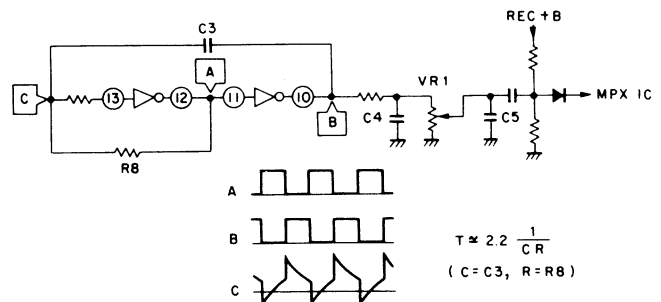 C3
REC +B
A
VR1
C
13
12
11
10
MPX IC
B
C4
C5
R8
A
B
C
T ≃ 2.2 1/CR
(C=C3, R=R8)